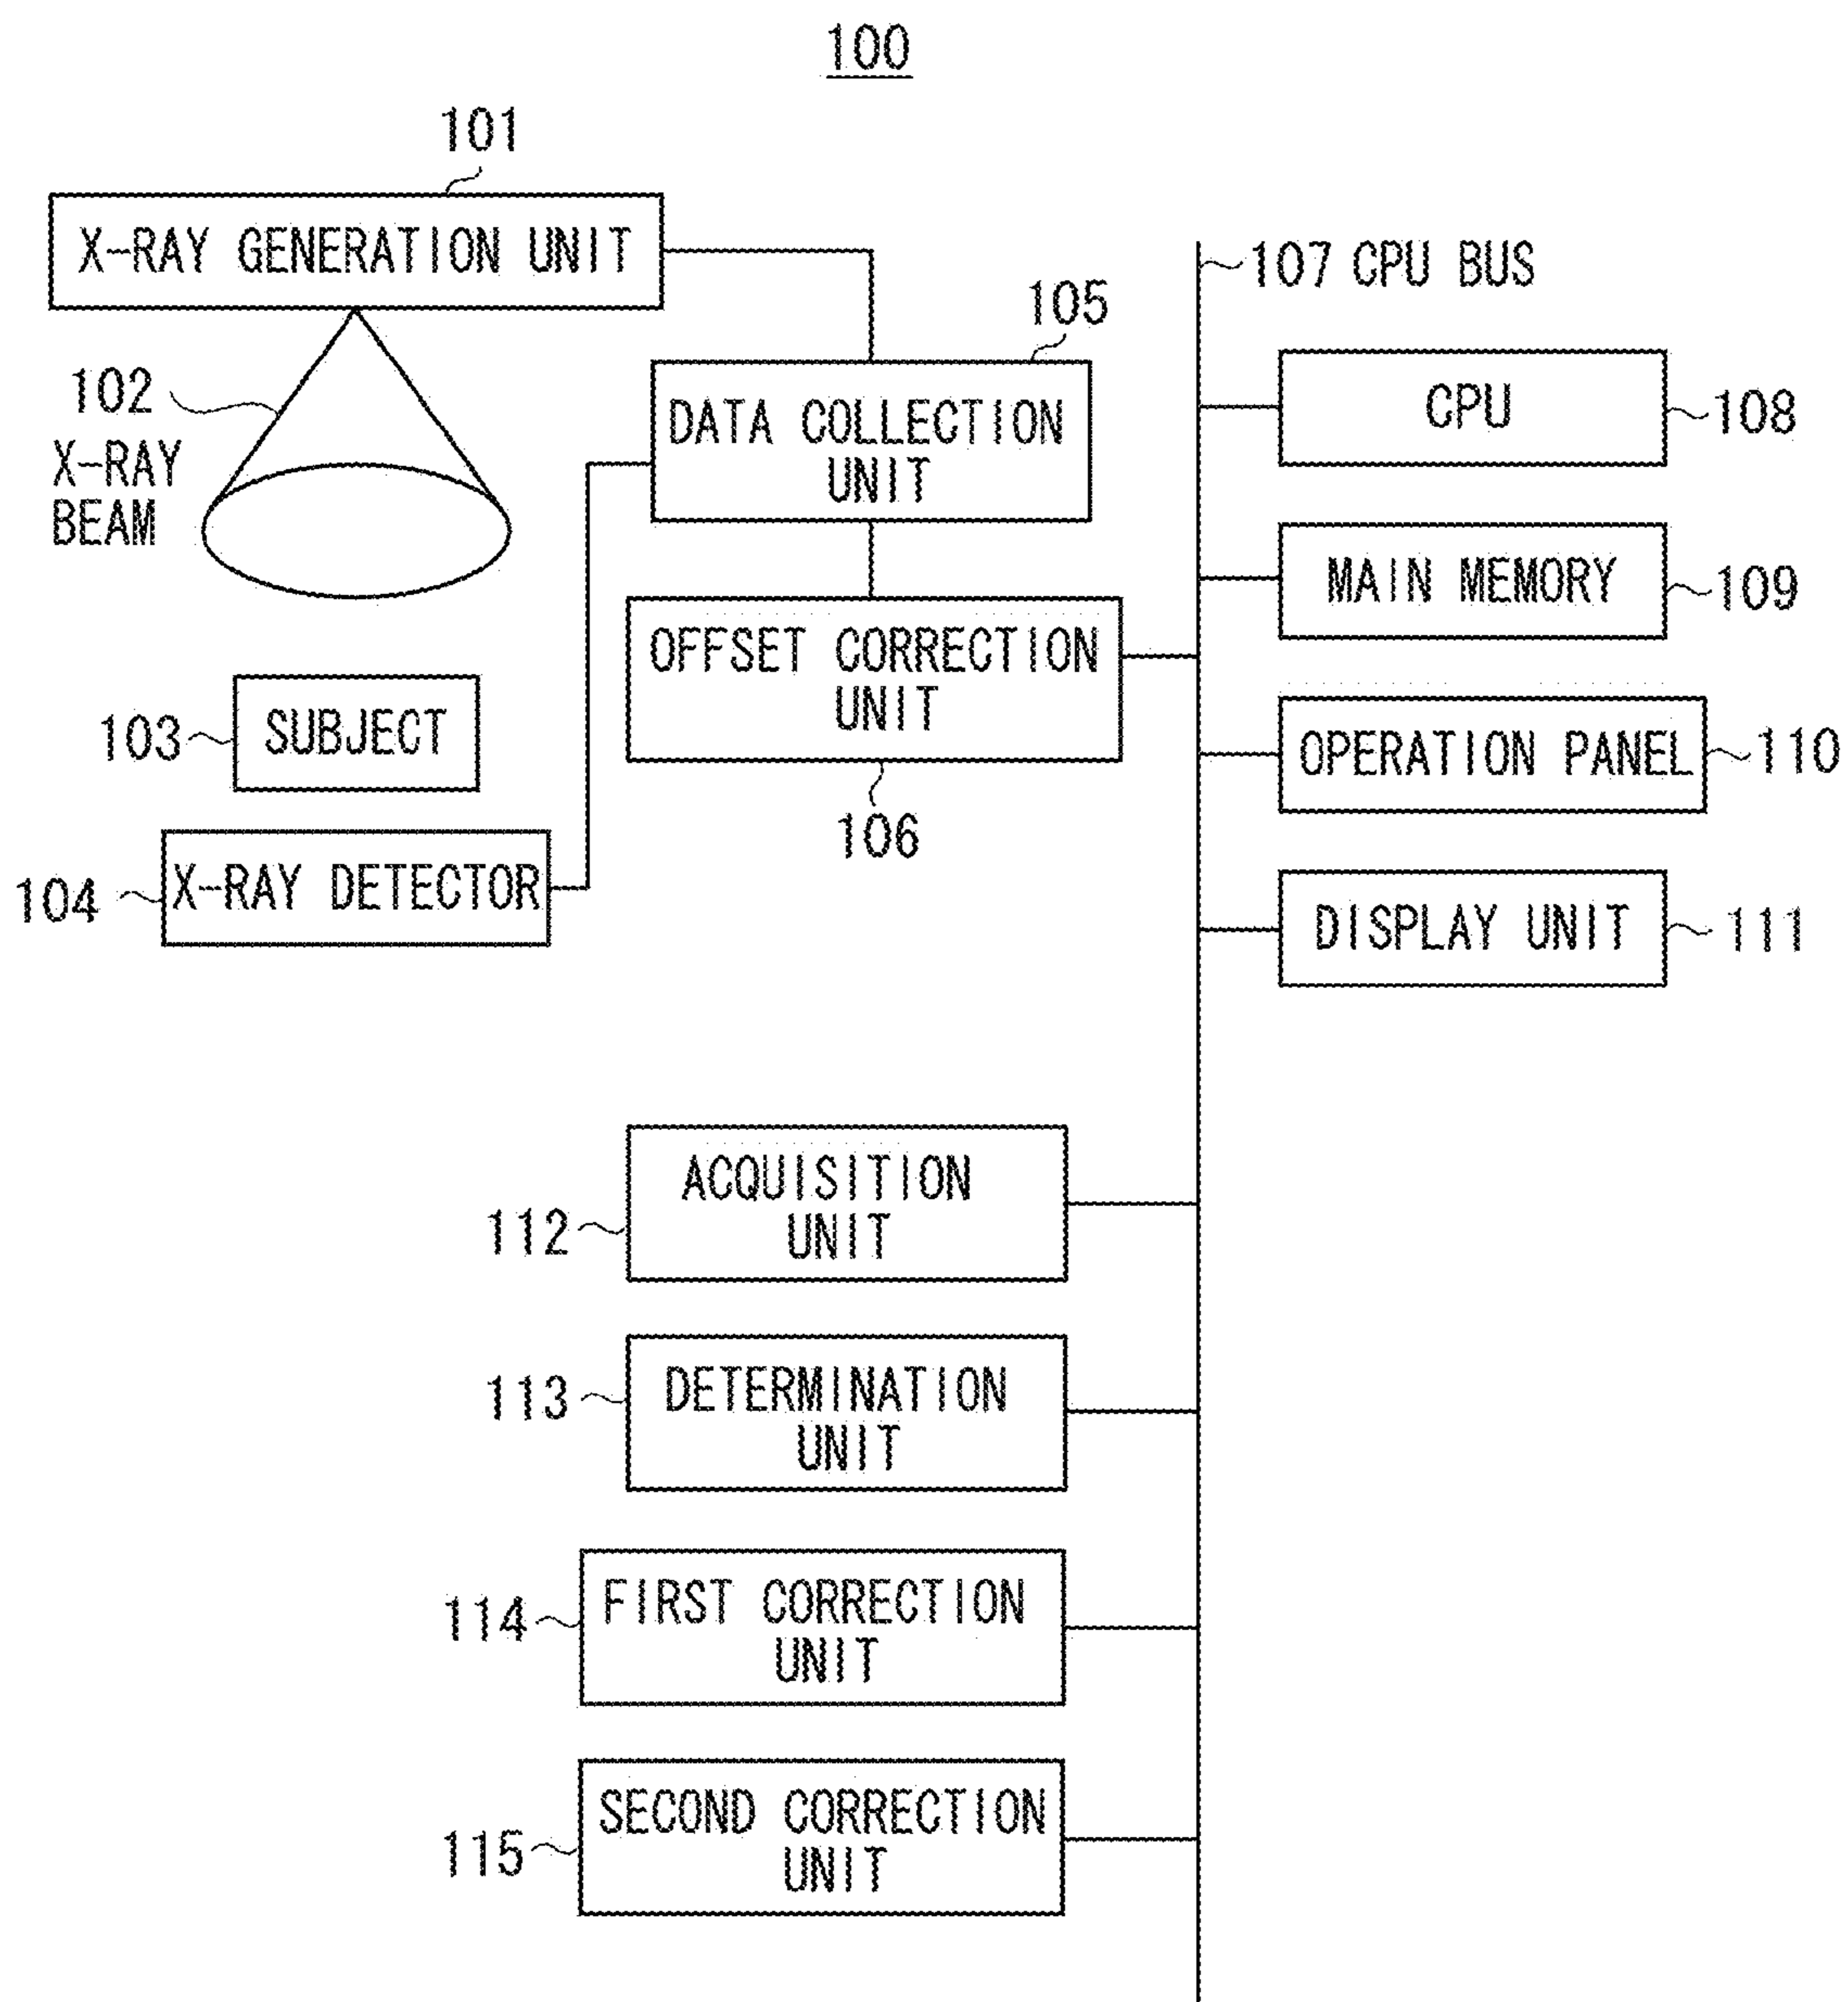 100
101
X-RAY GENERATION UNIT
102
X-RAY
BEAM
105
DATA COLLECTION
UNIT
107 CPU BUS
CPU
108
OFFSET CORRECTION
UNIT
106
MAIN MEMORY
109
103
SUBJECT
OPERATION PANEL
110
104
X-RAY DETECTOR
DISPLAY UNIT
111
ACQUISITION
UNIT
112
DETERMINATION
UNIT
113
FIRST CORRECTION
UNIT
114
SECOND CORRECTION
UNIT
115